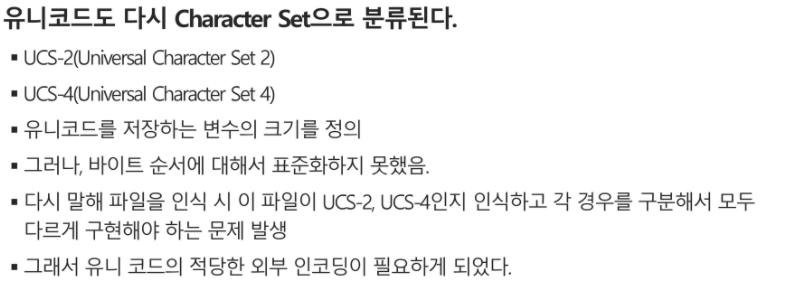 유니코드도 다시 Character Set으로 분류된다.
▪ UCS-2(Universal Character Set 2)
▪ UCS-4(Universal Character Set 4)
▪ 유니코드를 저장하는 변수의 크기를 정의
▪ 그러나, 바이트 순서에 대해서 표준화하지 못했음.
▪ 다시 말해 파일을 인식 시 이 파일이 UCS-2, UCS-4인지 인식하고 각 경우를 구분해서 모두
다르게 구현해야 하는 문제 발생
▪ 그래서 유니 코드의 적당한 외부 인코딩이 필요하게 되었다.